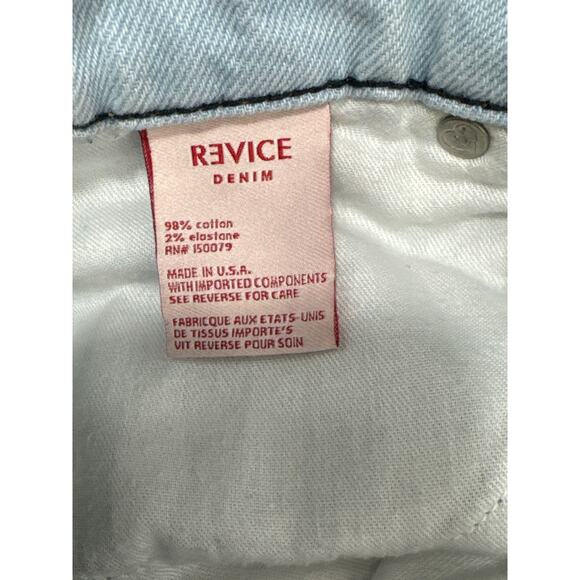 RƎVICE
DENIM
98% cotton
2% elastane
RN# 150079
MADE IN U.S.A.
WITH IMPORTED COMPONENTS
SEE REVERSE FOR CARE
FABRIQUE AUX ETATS-UNIS
DE TISSUS IMPORTE'S
VIT REVERSE POUR SOIN